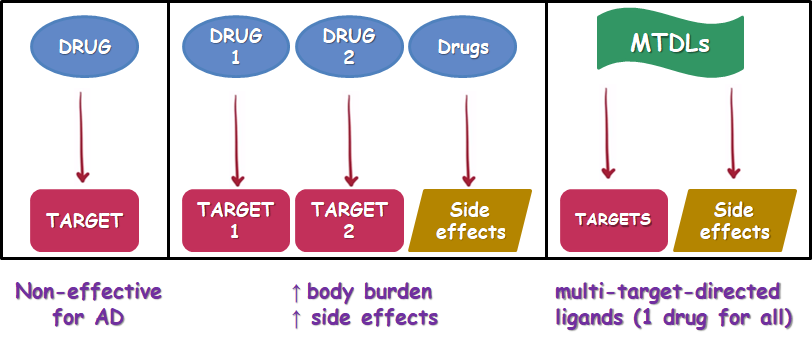 DRUG
TARGET
Non-effective
for AD
DRUG
1
DRUG
2
Drugs
TARGET
1
TARGET
2
Side
effects
↑ body burden
↑ side effects
MTDLs
TARGETS
Side
effects
multi-target-directed
ligands (1 drug for all)